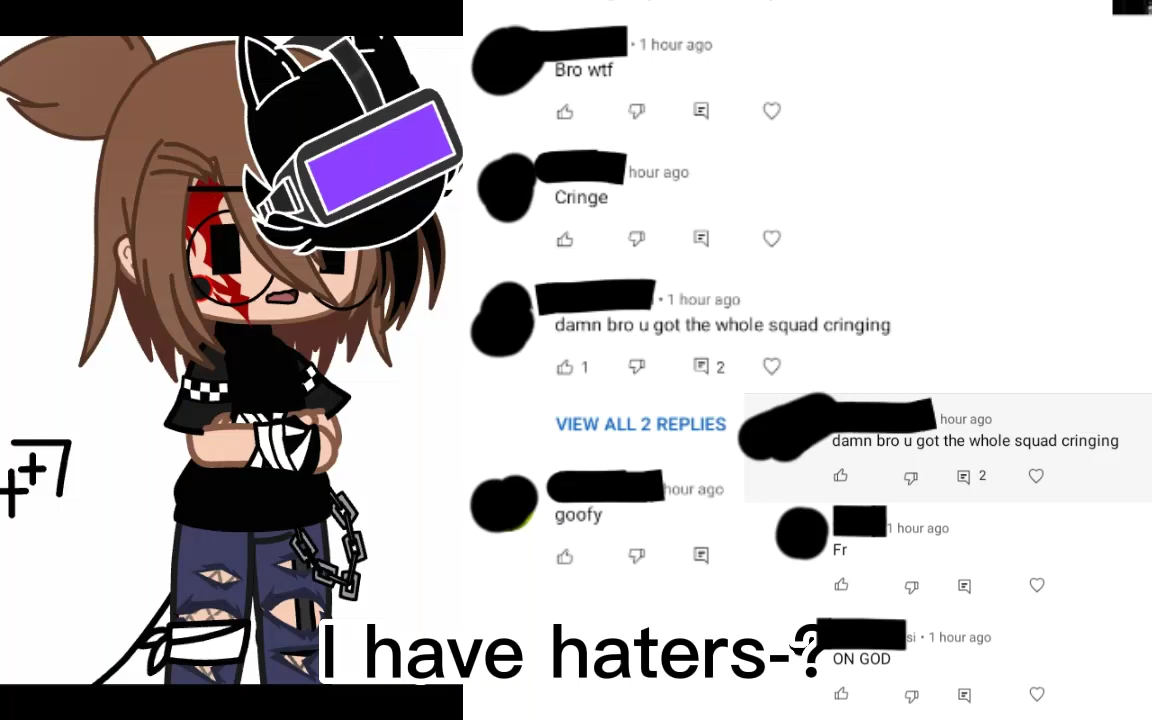 1 hour ago
Bro wtf
hour ago
Cringe
1 hour ago
damn bro u got the whole squad cringing
1 2
VIEW ALL 2 REPLIES
hour ago
goofy
hour ago
damn bro u got the whole squad cringing
2
1 hour ago
Fr
si • 1 hour ago
ON GOD
++7
I have haters-?